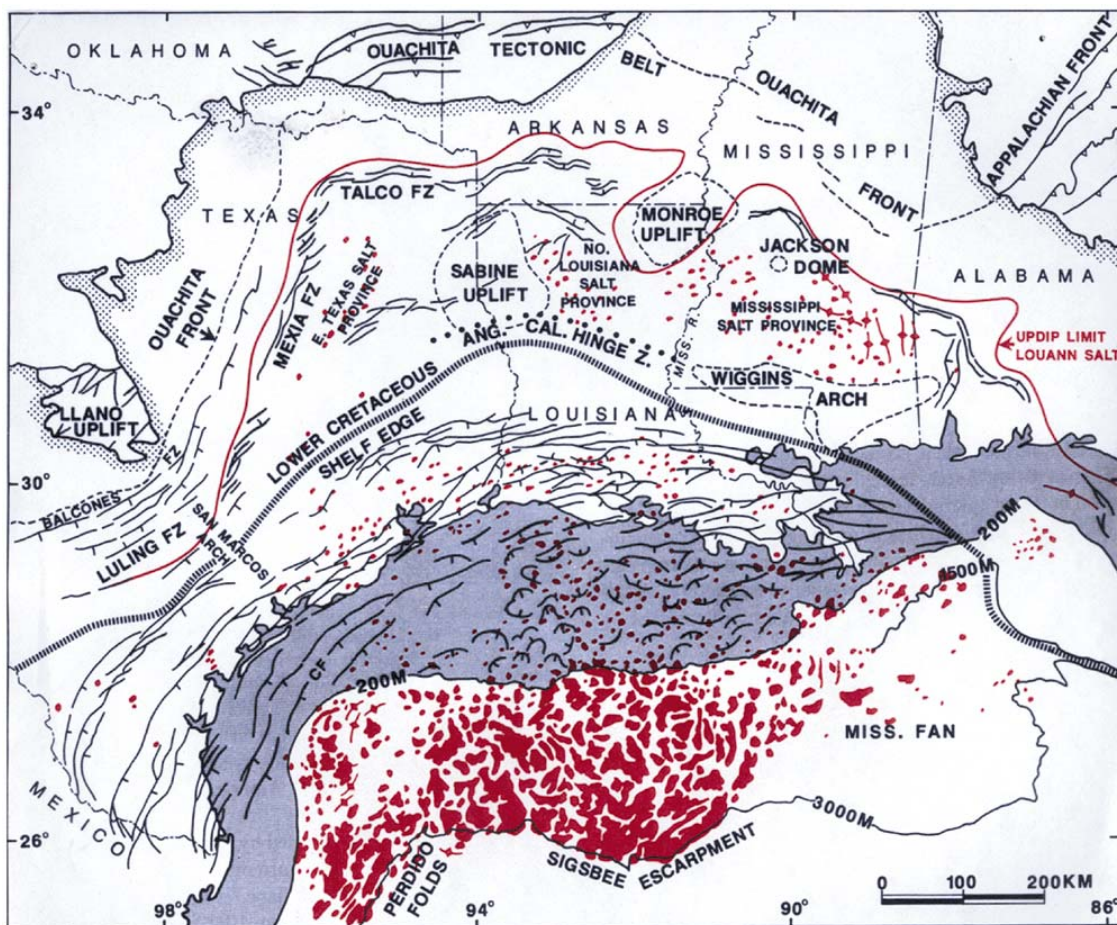 OKLAHOMA
OUACHITA
TECTONIC
BELT
OUACHITA
FRONT
APPALACHIAN FRONT
34°
ARKANSAS
MISSISSIPPI
TALCO FZ
TEXAS
MONROE
UPLIFT
JACKSON
DOME
NO.
LOUISIANA
SALT
PROVINCE
SABINE
UPLIFT
ALABAMA
OUACHITA
FRONT
MEXIA FZ
E. TEXAS SALT
PROVINCE
MISSISSIPPI
SALT PROVINCE
UPDIP LIMIT
LOUANN SALT
ANG. CAL. HINGE Z.
MISS. R.
WIGGINS
ARCH
LLANO
UPLIFT
LOWER CRETACEOUS
SHELF EDGE
LOUISIANA
30°
BALCONES FZ
LULING FZ
SAN MARCOS
ARCH
200M
1500M
CF
200M
MISS. FAN
MEXICO
3000M
26°
PERDIDO
FOLDS
SIGSBEE ESCARPMENT
0 100 200KM
98° 94° 90° 86°